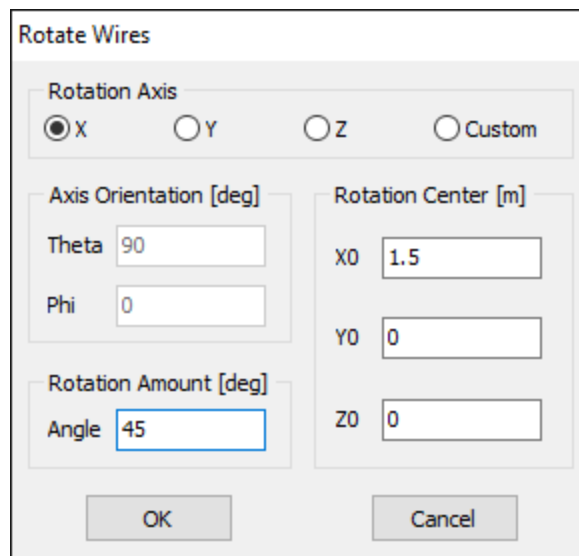 Rotate Wires
Rotation Axis
X Y Z Custom
Axis Orientation [deg]
Theta 90
Phi 0
Rotation Amount [deg]
Angle 45
Rotation Center [m]
X0 1.5
Y0 0
Z0 0
OK Cancel